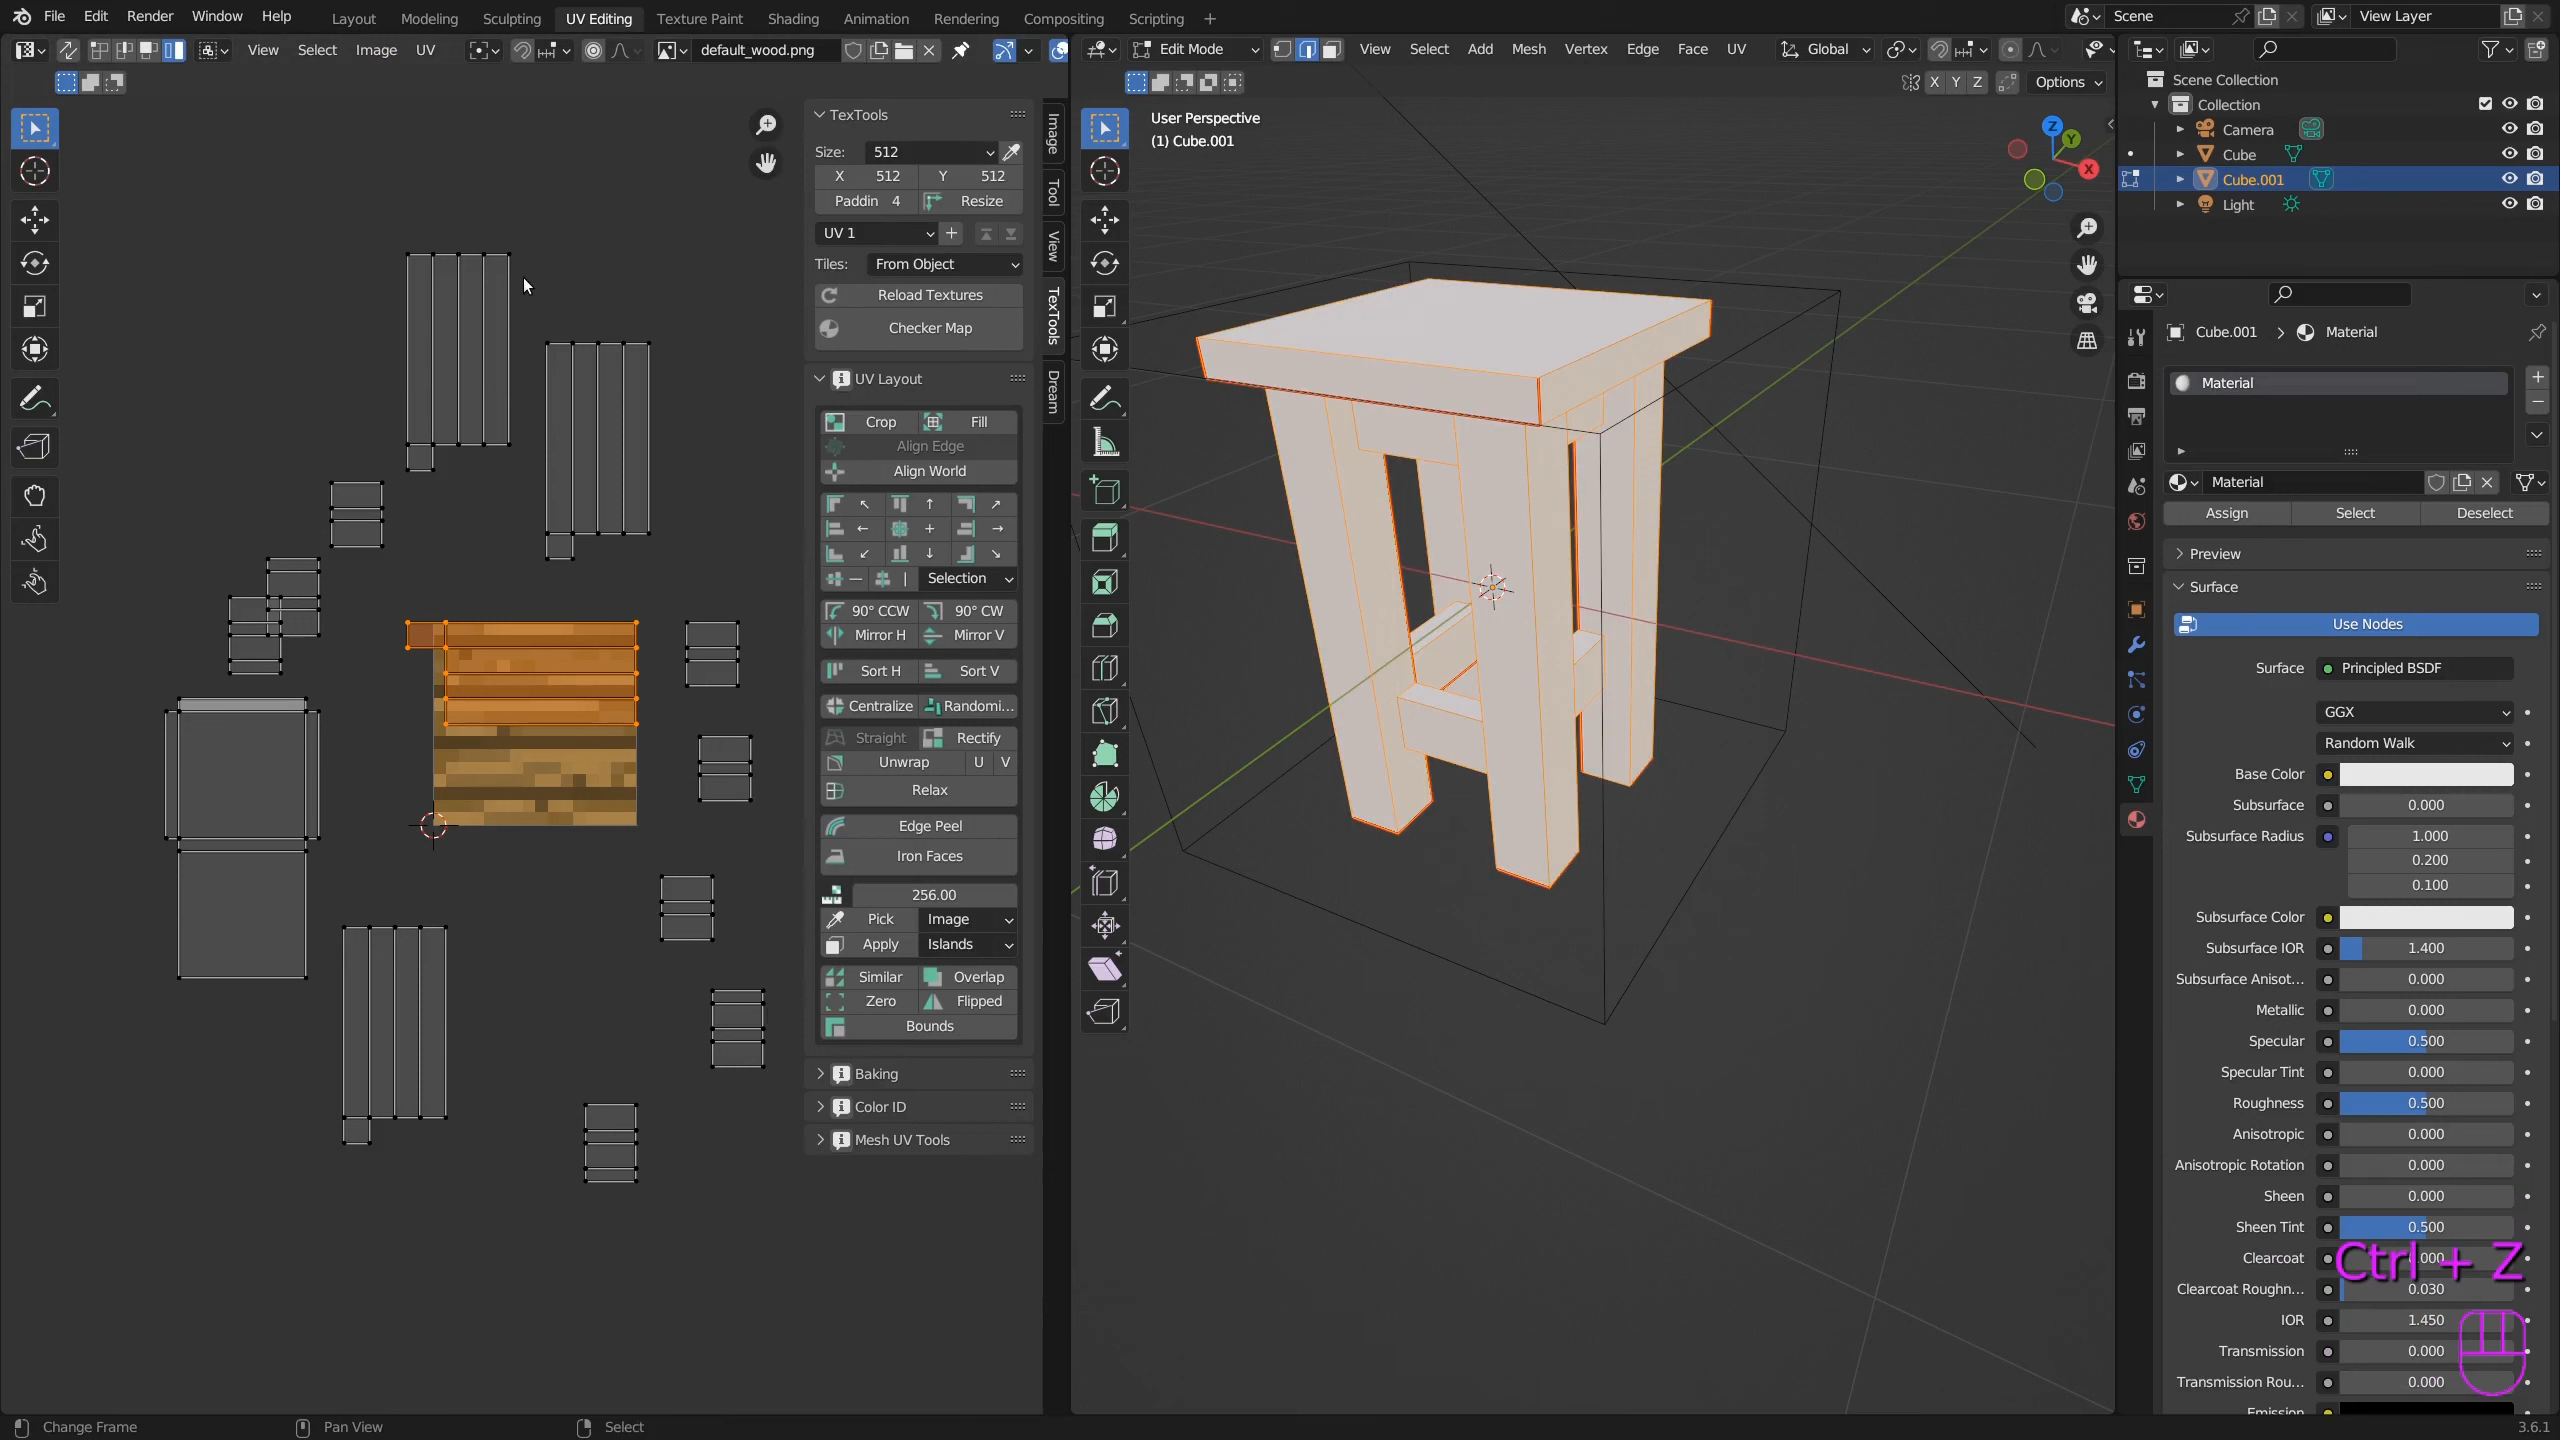 File Edit Render Window Help Layout Modeling Sculpting UV Editing Texture Paint Shading Animation Rendering Compositing Scripting + Scene View Layer
View Select Image UV default_wood.png
Edit Mode View Select Add Mesh Vertex Edge Face UV Global
X Y Z Options
TexTools
Size: 512
X 512 Y 512
Paddin 4 Resize
UV 1
Tiles: From Object
Reload Textures
Checker Map
UV Layout
Crop Fill
Align Edge
Align World
Selection
90° CCW 90° CW
Mirror H Mirror V
Sort H Sort V
Centralize Randomi...
Straight Rectify
Unwrap U V
Relax
Edge Peel
Iron Faces
256.00
Pick Image
Apply Islands
Similar Overlap
Zero Flipped
Bounds
Baking
Color ID
Mesh UV Tools
Image
Tool
View
TexTools
Dream
User Perspective
(1) Cube.001
Z
Y
X
Scene Collection
Collection
Camera
Cube
Cube.001
Light
Cube.001 > Material
Material
Material
Assign Select Deselect
Preview
Surface
Use Nodes
Surface Principled BSDF
GGX
Random Walk
Base Color
Subsurface 0.000
Subsurface Radius 1.000
0.200
0.100
Subsurface Color
Subsurface IOR 1.400
Subsurface Anisot... 0.000
Metallic 0.000
Specular 0.500
Specular Tint 0.000
Roughness 0.500
Anisotropic 0.000
Anisotropic Rotation 0.000
Sheen 0.000
Sheen Tint 0.500
Clearcoat
Ctrl + Z
Clearcoat Roughn... 0.030
IOR 1.450
Transmission 0.000
Transmission Rou... 0.000
Emission
Change Frame Pan View Select 3.6.1